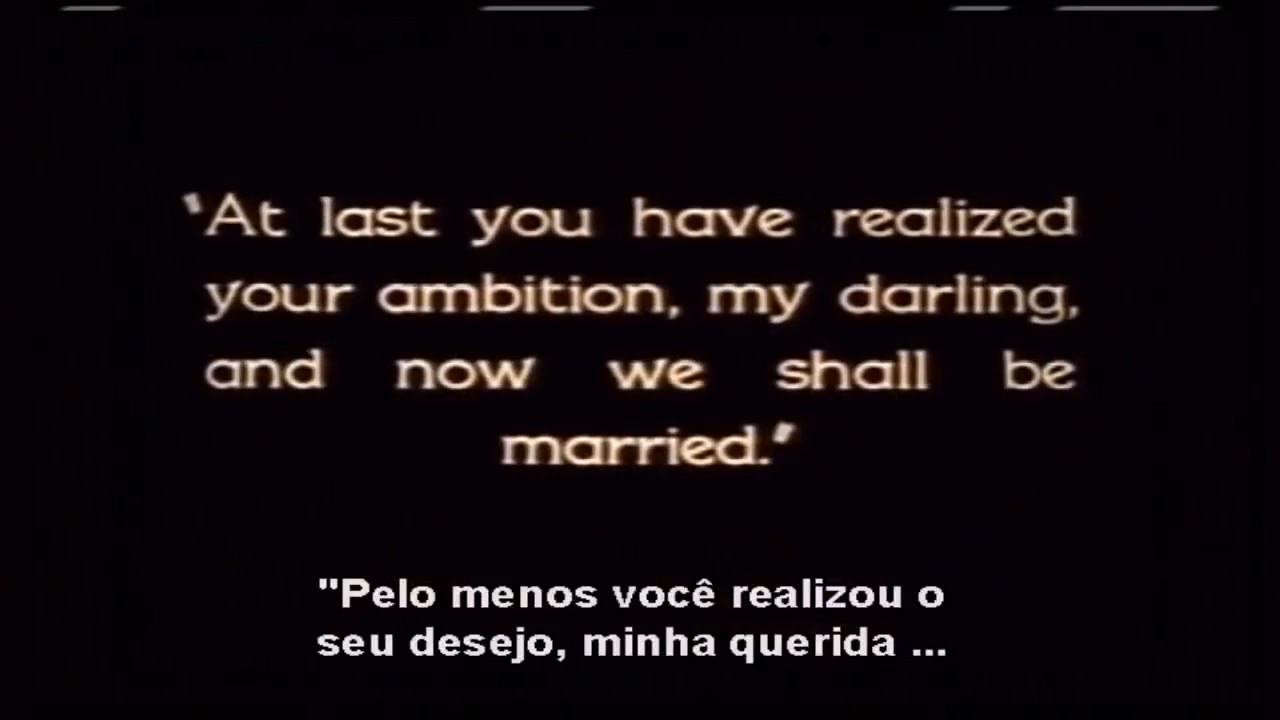 'At last you have realized
your ambition, my darling,
and now we shall be
married.'
"Pelo menos você realizou o
seu desejo, minha querida ...